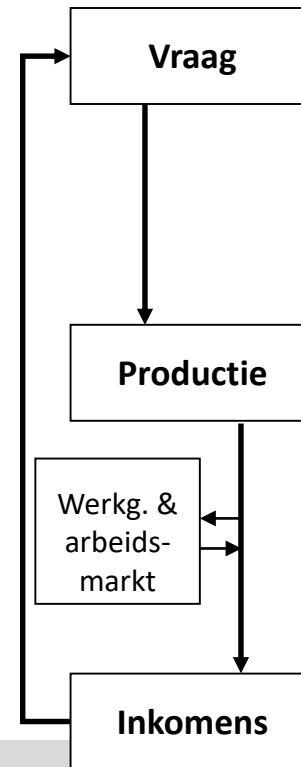 Vraag
Productie
Werkg. &
arbeids-
markt
Inkomens